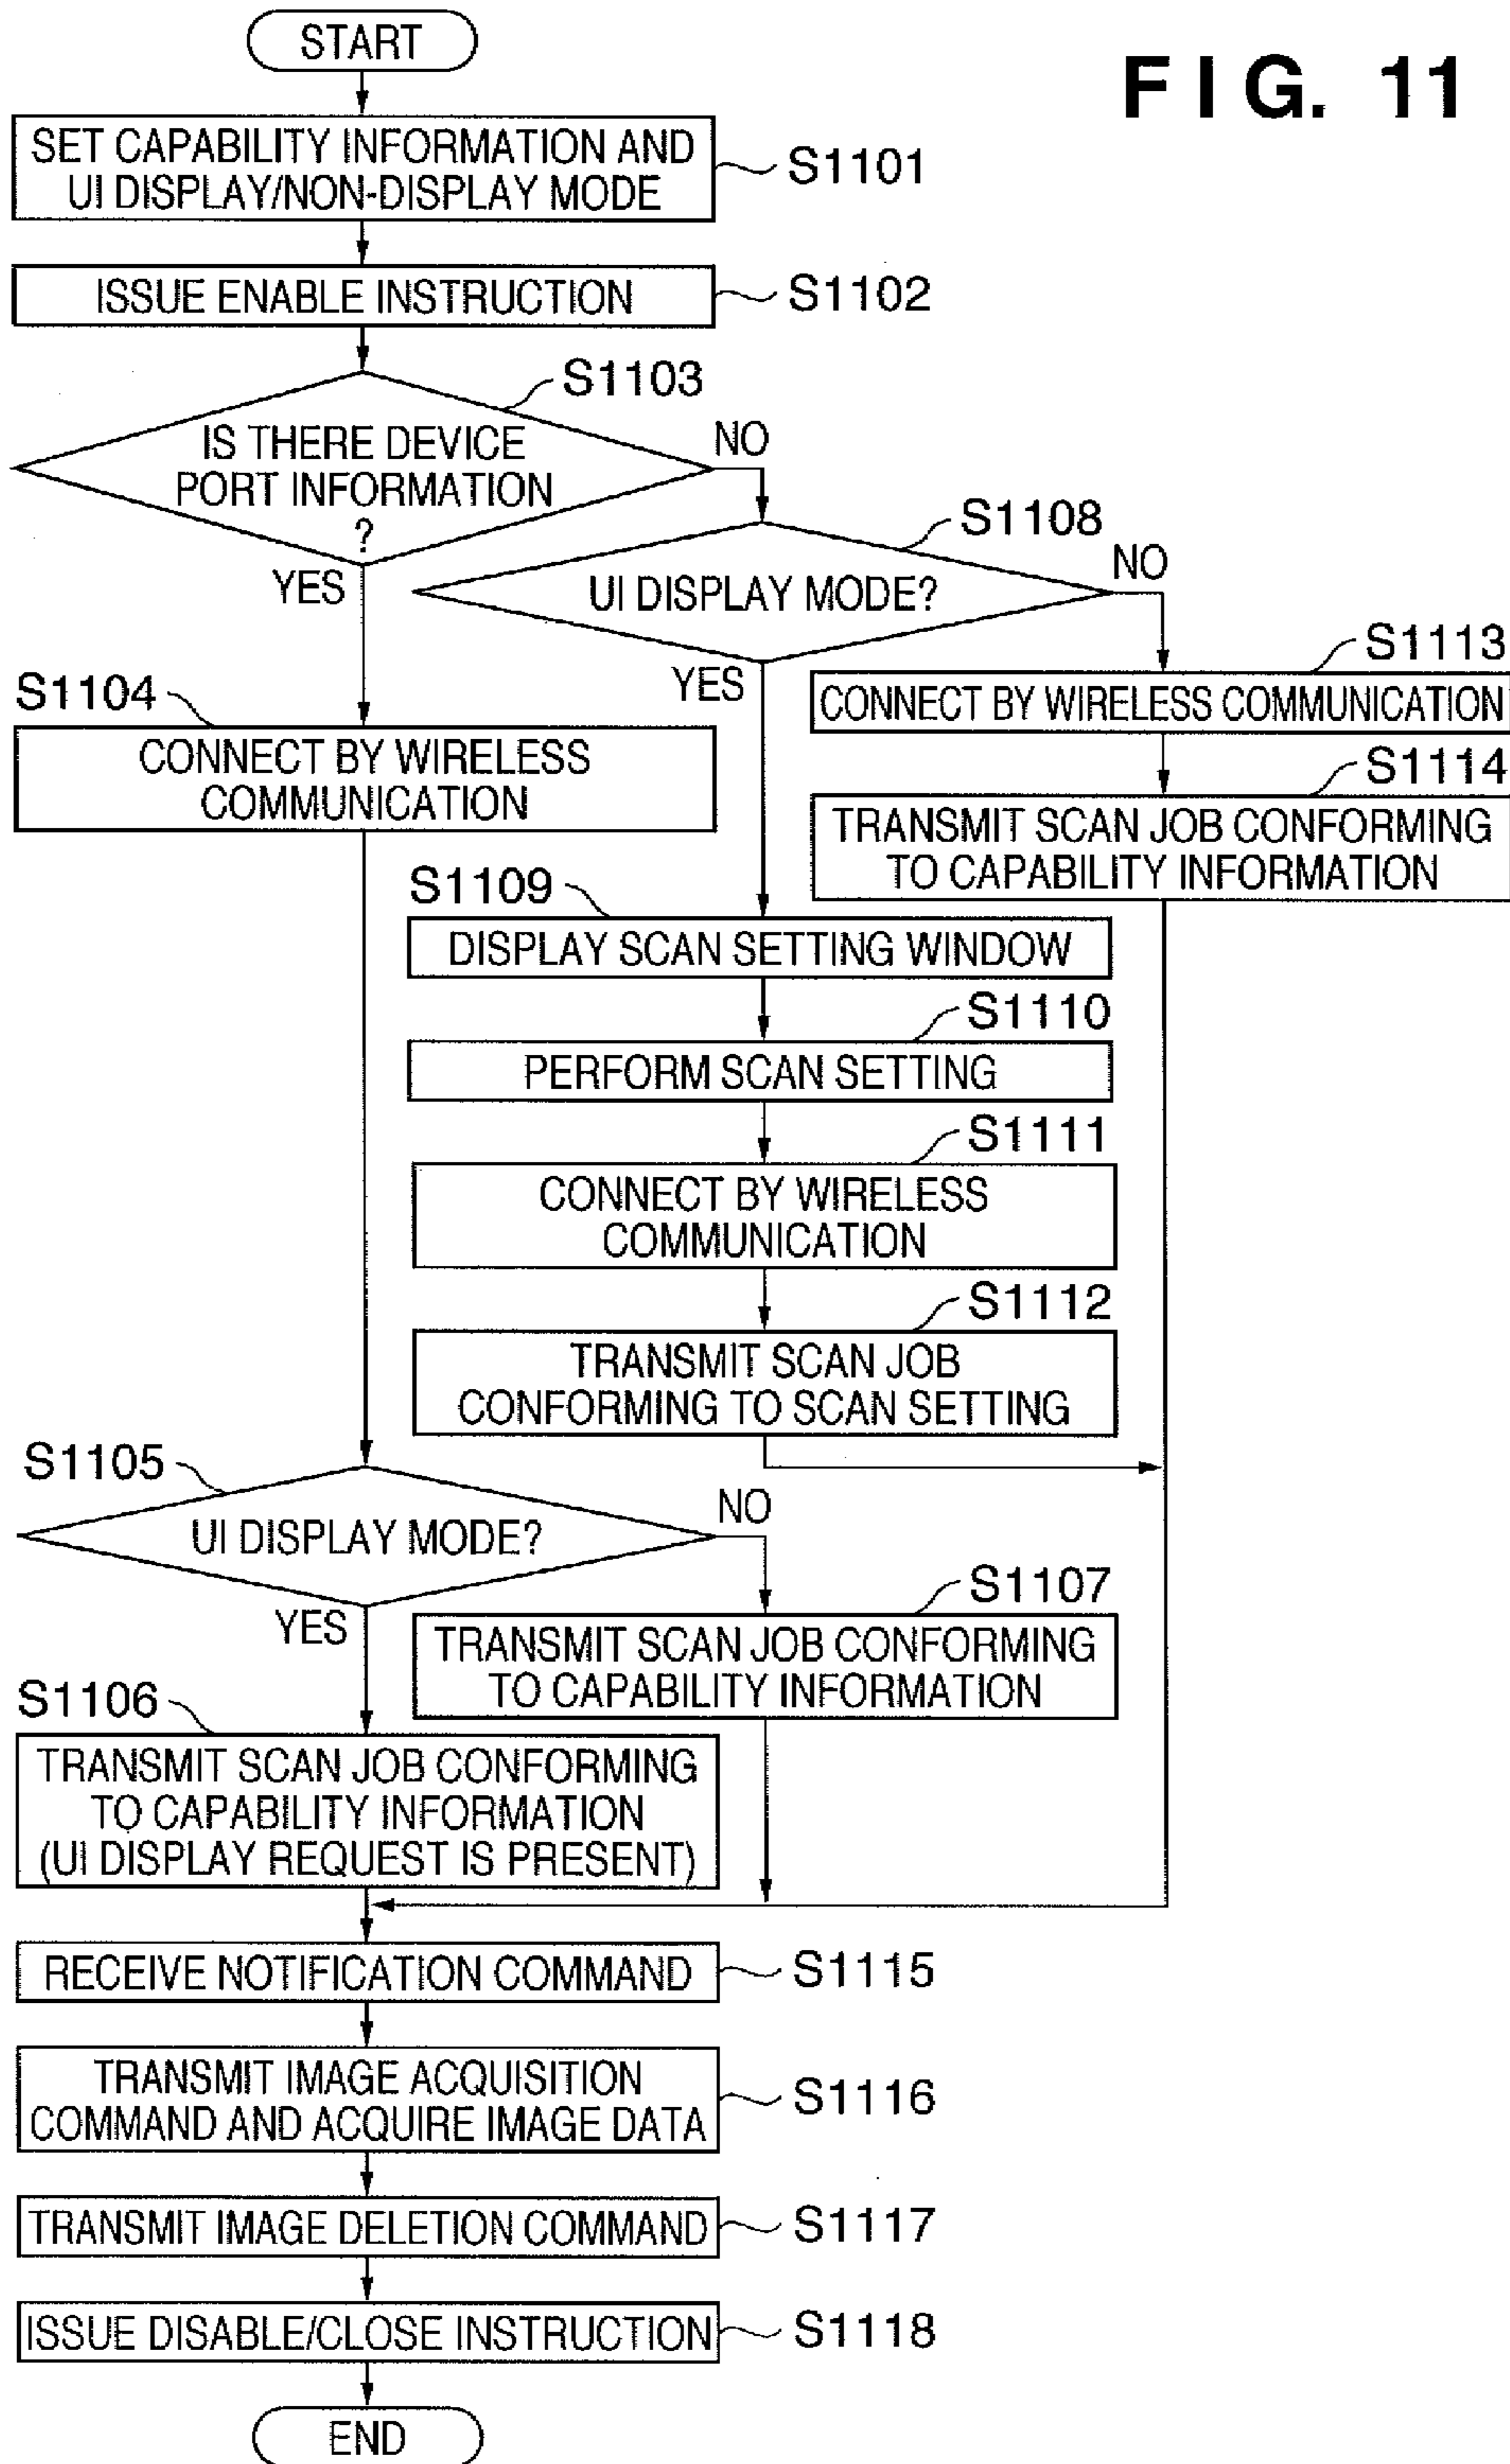 START
F I G. 11
SET CAPABILITY INFORMATION AND
UI DISPLAY/NON-DISPLAY MODE
S1101
ISSUE ENABLE INSTRUCTION
S1102
S1103
IS THERE DEVICE
PORT INFORMATION
?
NO
YES
S1108
UI DISPLAY MODE?
NO
YES
S1113
CONNECT BY WIRELESS COMMUNICATION
S1114
TRANSMIT SCAN JOB CONFORMING
TO CAPABILITY INFORMATION
S1104
CONNECT BY WIRELESS
COMMUNICATION
S1109
DISPLAY SCAN SETTING WINDOW
S1110
PERFORM SCAN SETTING
S1111
CONNECT BY WIRELESS
COMMUNICATION
S1112
TRANSMIT SCAN JOB
CONFORMING TO SCAN SETTING
S1105
UI DISPLAY MODE?
NO
YES
S1107
TRANSMIT SCAN JOB CONFORMING
TO CAPABILITY INFORMATION
S1106
TRANSMIT SCAN JOB CONFORMING
TO CAPABILITY INFORMATION
(UI DISPLAY REQUEST IS PRESENT)
RECEIVE NOTIFICATION COMMAND
S1115
TRANSMIT IMAGE ACQUISITION
COMMAND AND ACQUIRE IMAGE DATA
S1116
TRANSMIT IMAGE DELETION COMMAND
S1117
ISSUE DISABLE/CLOSE INSTRUCTION
S1118
END